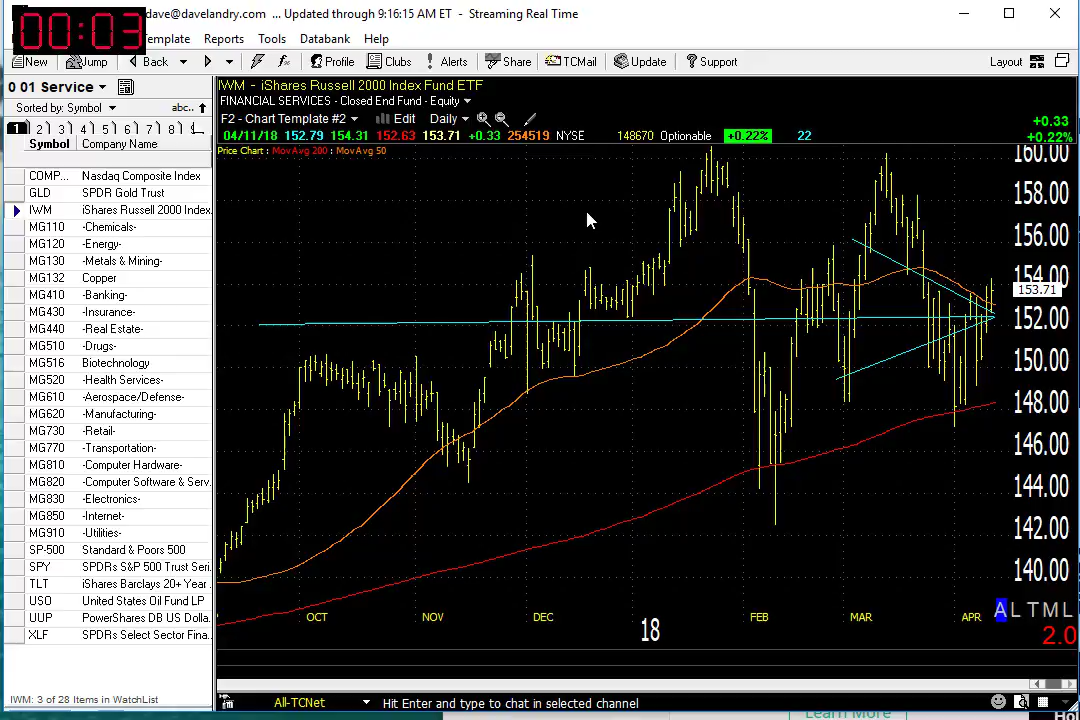 dave@davelandry.com ... Updated through 9:16:15 AM ET - Streaming Real Time
00:03
Template Reports Tools Databank Help
New Jump Back Profile Clubs Alerts Share TCMail Update Support Layout
0 01 Service
Sorted by: Symbol abc..
1 2 3 4 5 6 7 8
Symbol Company Name
COMP... Nasdaq Composite Index
GLD SPDR Gold Trust
IWM iShares Russell 2000 Index.
MG110 -Chemicals-
MG120 -Energy-
MG130 -Metals & Mining-
MG132 Copper
MG410 -Banking-
MG430 -Insurance-
MG440 -Real Estate-
MG510 -Drugs-
MG516 Biotechnology
MG520 -Health Services-
MG610 -Aerospace/Defense-
MG620 -Manufacturing-
MG730 -Retail-
MG770 -Transportation-
MG810 -Computer Hardware-
MG820 -Computer Software & Serv.
MG830 -Electronics-
MG850 -Internet-
MG910 -Utilities-
SP-500 Standard & Poors 500
SPY SPDRs S&P 500 Trust Seri.
TLT iShares Barclays 20+ Year .
USO United States Oil Fund LP
UUP PowerShares DB US Dolla.
XLF SPDRs Select Sector Fina..
IWM: 3 of 28 Items in WatchList
IWM - iShares Russell 2000 Index Fund ETF
FINANCIAL SERVICES - Closed End Fund - Equity
F2 - Chart Template #2 Edit Daily
04/11/18 152.79 154.31 152.63 153.71 +0.33 254519 NYSE 148670 Optionable +0.22% 22
+0.33
+0.22%
Price Chart : MovAvg 200 : MovAvg 50
160.00
158.00
156.00
154.00
153.71
152.00
150.00
148.00
146.00
144.00
142.00
140.00
OCT NOV DEC 18 FEB MAR APR
A L T M L
2.0
All-TCNet Hit Enter and type to chat in selected channel
Learn More